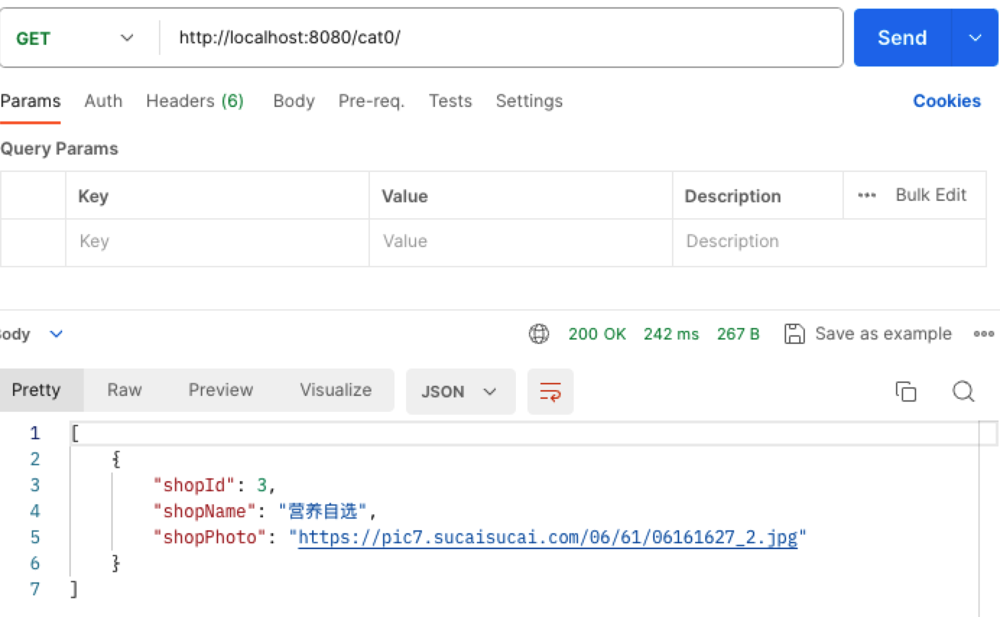 GET http://localhost:8080/cat0/ Send
Params Auth Headers (6) Body Pre-req. Tests Settings Cookies
Query Params
Key Value Description ••• Bulk Edit
Key Value Description
ody 200 OK 242 ms 267 B Save as example
Pretty Raw Preview Visualize JSON
1 [
2 {
3 "shopId": 3,
4 "shopName": "营养自选",
5 "shopPhoto": "https://pic7.sucaisucai.com/06/61/06161627_2.jpg"
6 }
7 ]